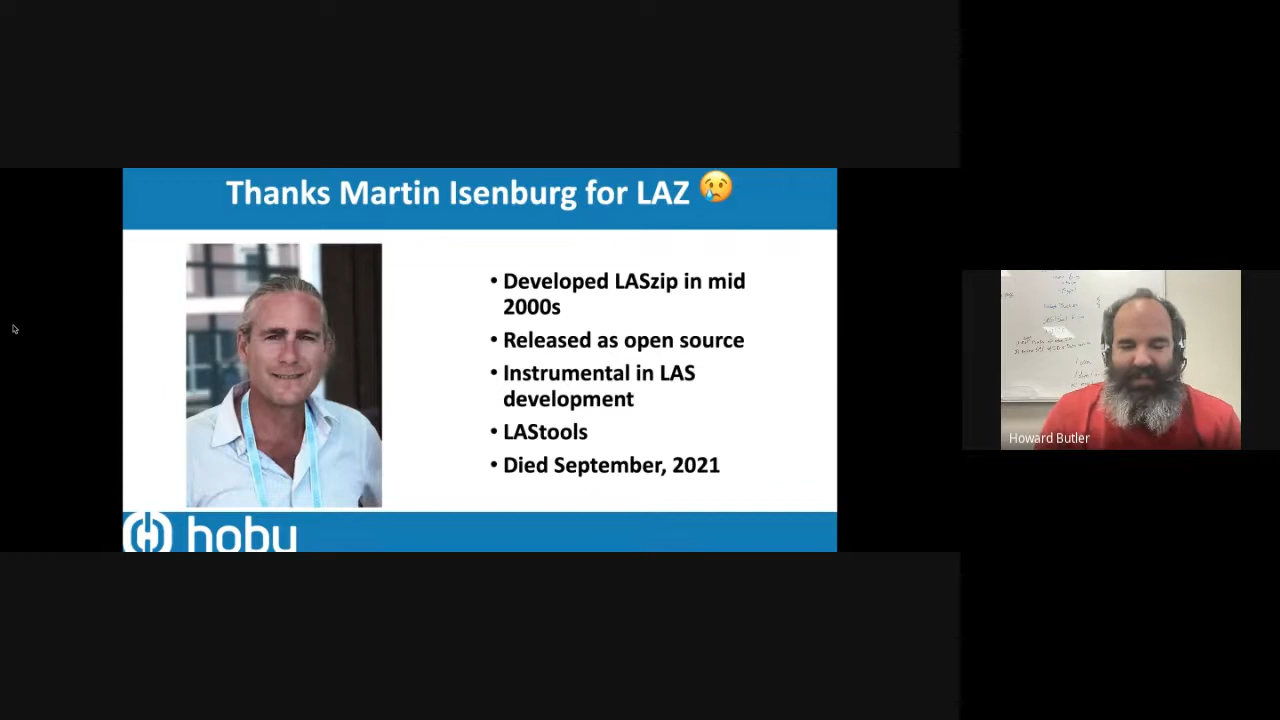 Thanks Martin Isenburg for LAZ 😢
• Developed LASzip in mid
2000s
• Released as open source
• Instrumental in LAS
development
• LAStools
• Died September, 2021
hobu
Howard Butler